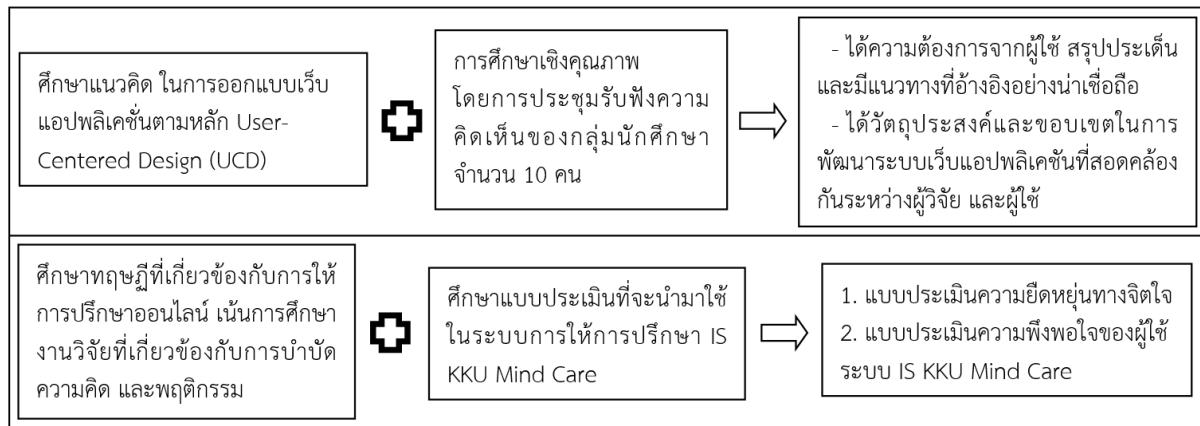 ศึกษาแนวคิด ในการออกแบบเว็บ
แอปพลิเคชั่นตามหลัก User-
Centered Design (UCD)
การศึกษาเชิงคุณภาพ
โดยการประชุมรับฟังความ
คิดเห็นของกลุ่มนักศึกษา
จำนวน 10 คน
- ได้ความต้องการจากผู้ใช้ สรุปประเด็น
และมีแนวทางที่อ้างอิงอย่างน่าเชื่อถือ
- ได้วัตถุประสงค์และขอบเขตในการ
พัฒนาระบบเว็บแอปพลิเคชันที่สอดคล้อง
กันระหว่างผู้วิจัย และผู้ใช้
ศึกษาทฤษฎีที่เกี่ยวข้องกับการให้
การปรึกษาออนไลน์ เน้นการศึกษา
งานวิจัยที่เกี่ยวข้องกับการบำบัด
ความคิด และพฤติกรรม
ศึกษาแบบประเมินที่จะนำมาใช้
ในระบบการให้การปรึกษา IS
KKU Mind Care
1. แบบประเมินความยืดหยุ่นทางจิตใจ
2. แบบประเมินความพึงพอใจของผู้ใช้
ระบบ IS KKU Mind Care